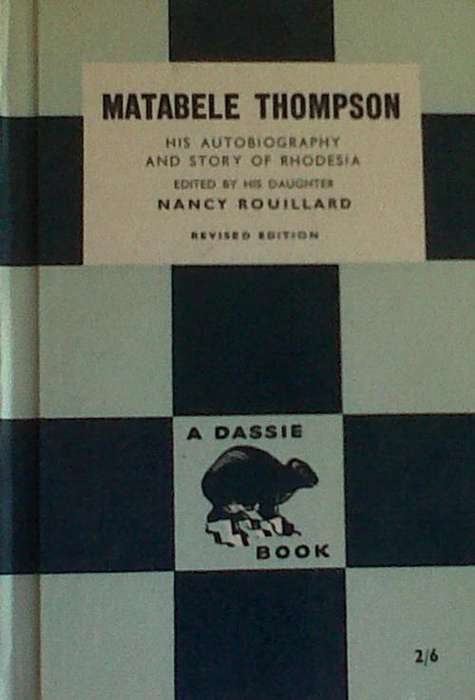 MATABELE THOMPSON
HIS AUTOBIOGRAPHY
AND STORY OF RHODESIA
EDITED BY HIS DAUGHTER
NANCY ROUILLARD
REVISED EDITION
A DASSIE
BOOK
2/6